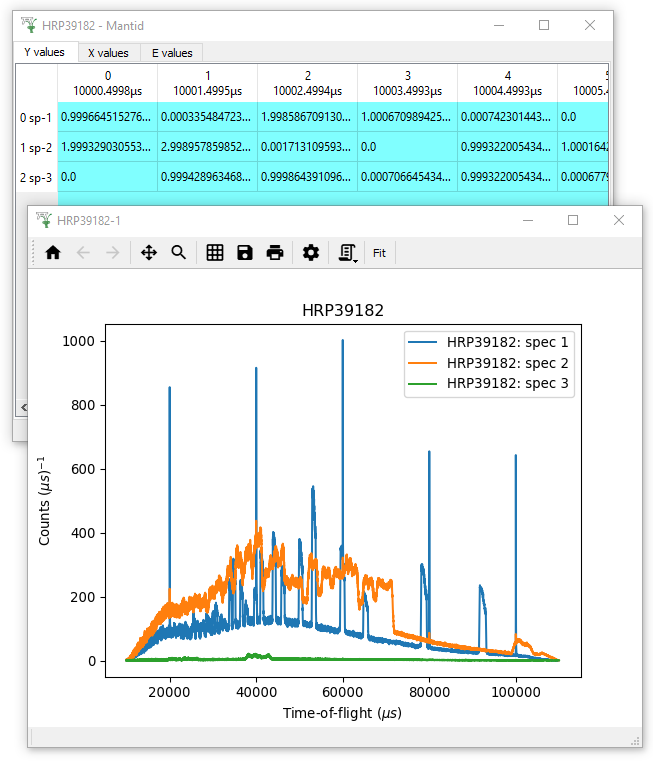 HRP39182 - Mantid
Y values X values E values
0 1 2 3 4 5
10000.4998µs 10001.4995µs 10002.4994µs 10003.4993µs 10004.4993µs 10005.4
0 sp-1 0.999664515276... 0.000335484723... 1.998586709130... 1.000670989425... 0.000742301443... 0.0
1 sp-2 1.999329030553... 2.998957859852... 0.001713109593... 0.0 0.999322005434... 1.0001642
2 sp-3 0.0 0.999428963468... 0.999864391096... 0.000706645434... 0.999322005434... 0.0006779
HRP39182-1
Fit
HRP39182
HRP39182: spec 1
HRP39182: spec 2
HRP39182: spec 3
1000
800
600
400
200
0
Counts (µs)⁻¹
20000 40000 60000 80000 100000
Time-of-flight (µs)